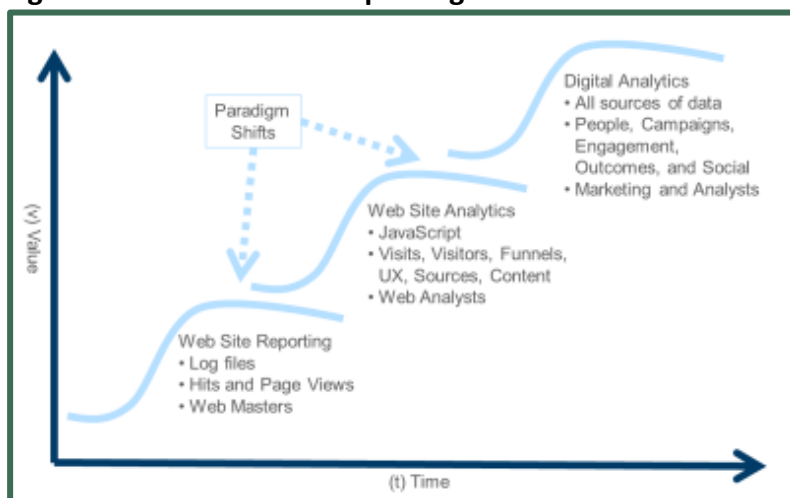 Paradigm
Shifts
Digital Analytics
• All sources of data
• People, Campaigns,
Engagement,
Outcomes, and Social
• Marketing and Analysts
Web Site Analytics
• JavaScript
• Visits, Visitors, Funnels,
UX, Sources, Content
• Web Analysts
Web Site Reporting
• Log files
• Hits and Page Views
• Web Masters
(v) Value
(t) Time